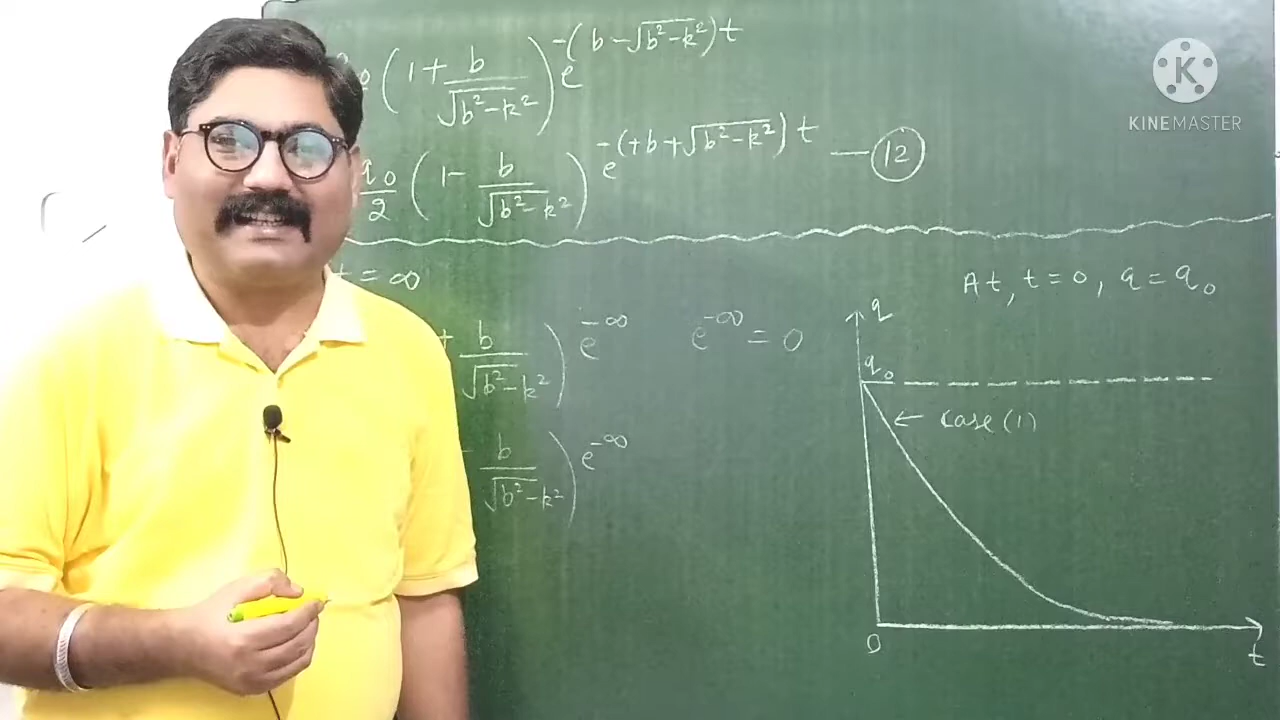 (1 + b/√b²-k²) e^-(b-√b²-k²)t
q₀/2 (1 - b/√b²-k²) e^-(+b+√b²-k²)t — ⑫
t = ∞
At, t = 0, q = q₀
+ b/√b²-k²) e^-∞ e^-∞ = 0
- b/√b²-k²) e^-∞
q
q₀
← case (1)
0
t
K
KINEMASTER